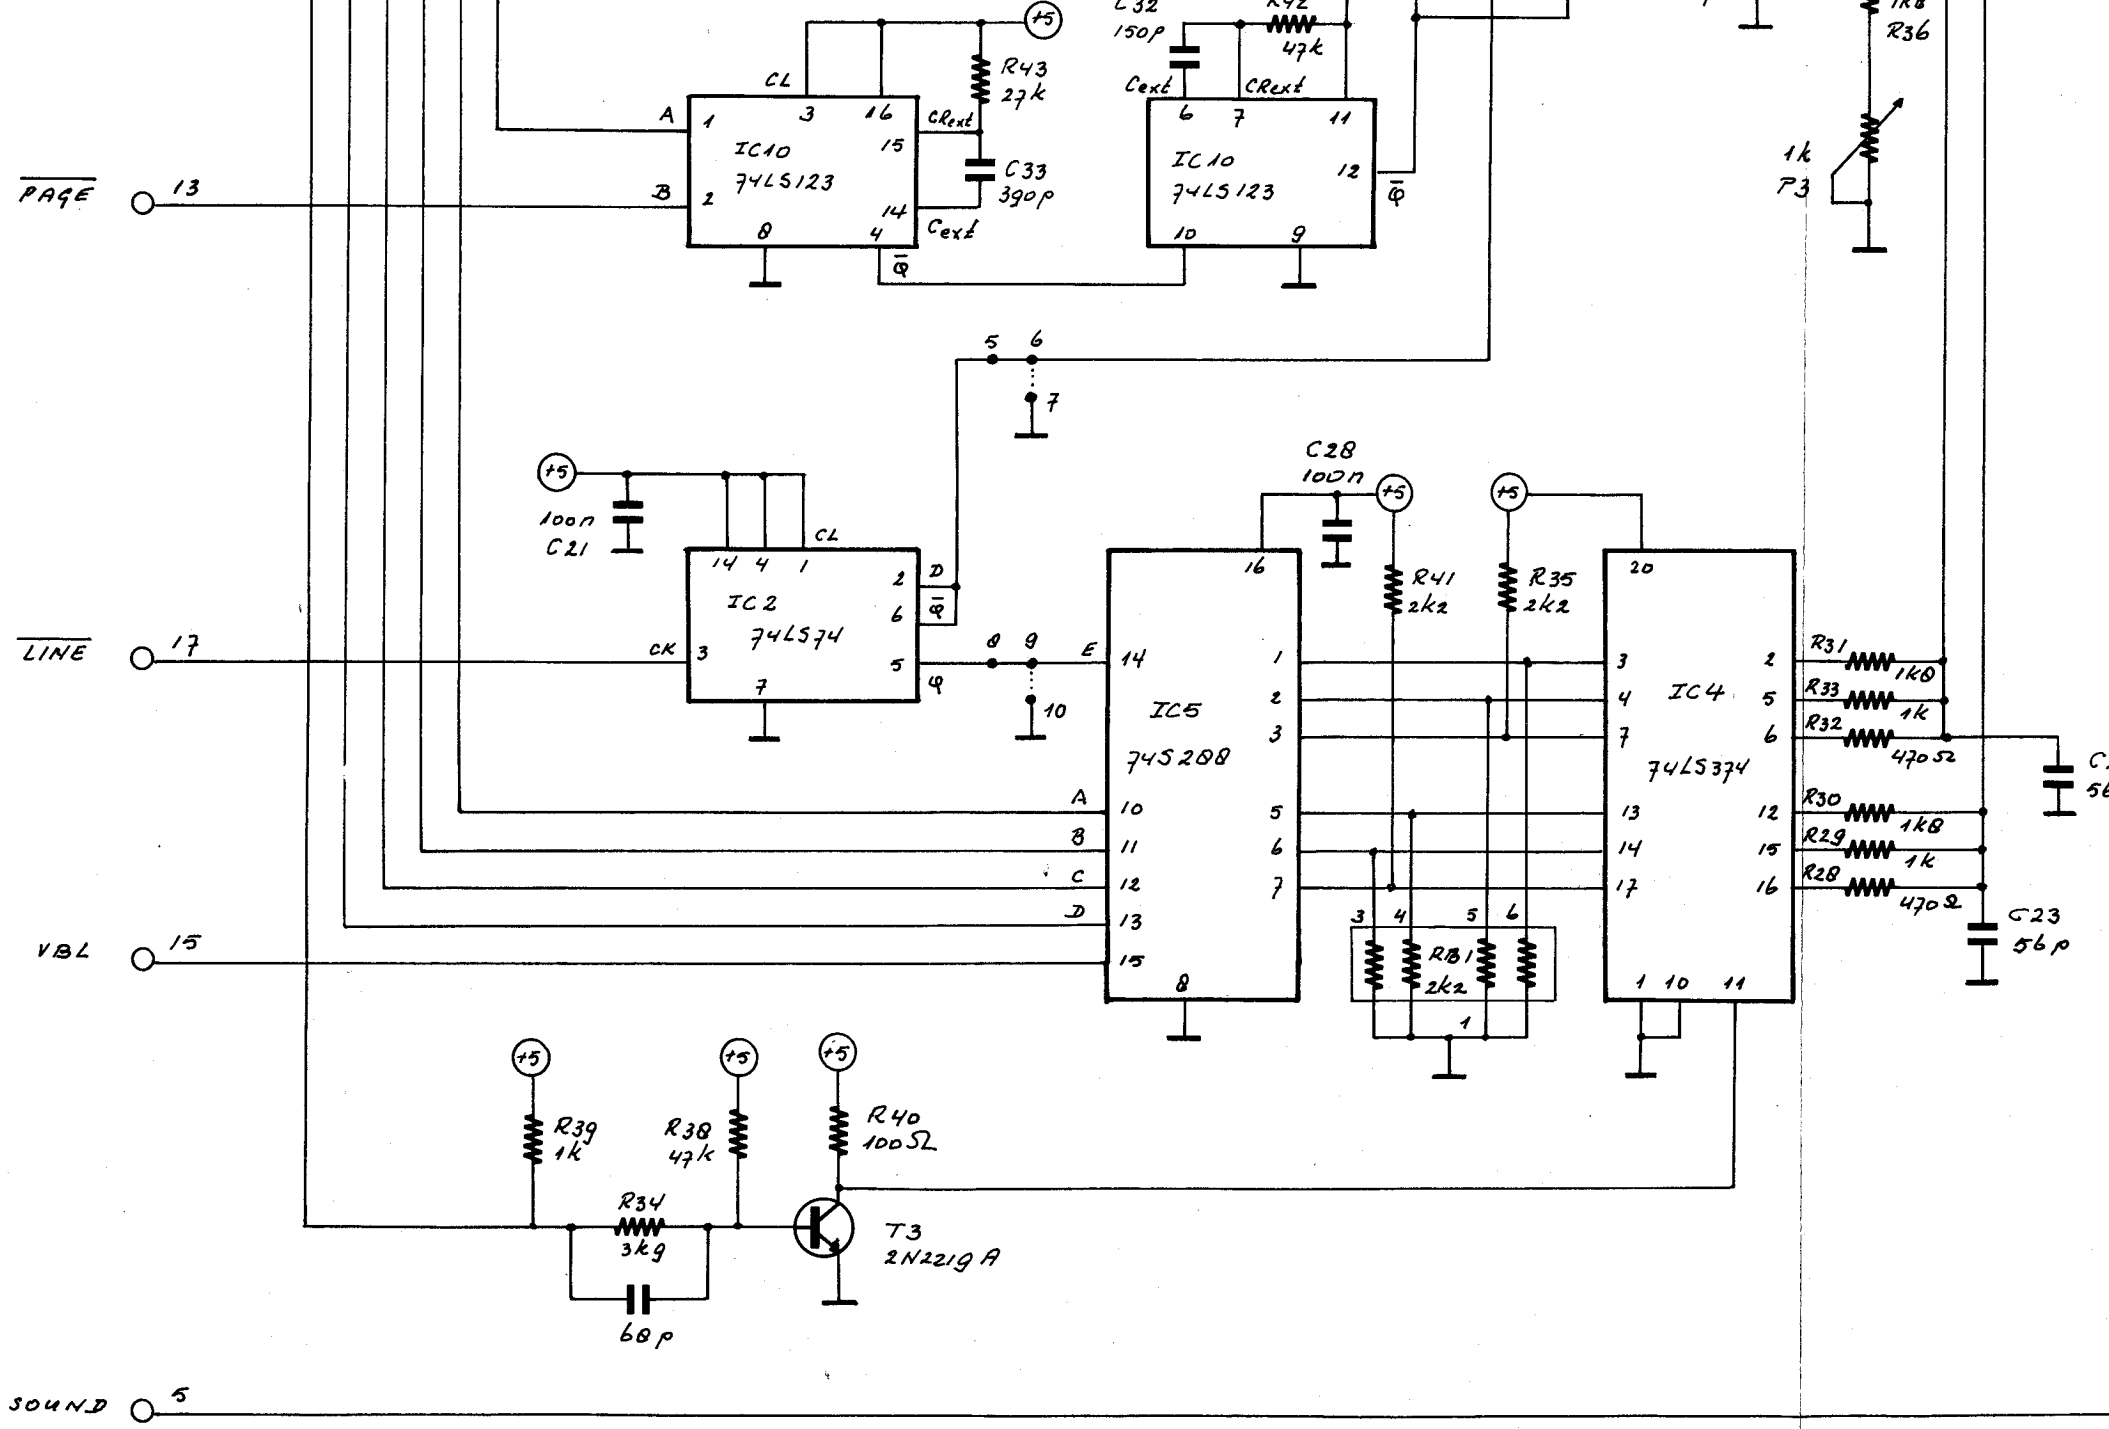 +5
150p
R43
27k
47k
R36
CL
Cext
CRext
A
1
3
16
CRext
15
6
7
11
IC10
74LS123
C33
390p
IC10
74LS123
12
Q
1k
P3
PAGE
13
B
2
14
Cext
8
4
Q
10
9
5
6
7
+5
100n
C21
C28
100n
+5
+5
CL
14
4
1
2
D
IC2
74LS74
6
Q
16
R41
2k2
R35
2k2
20
LINE
17
CK
3
5
Q
7
8
9
E
14
10
1
2
3
IC5
74S288
3
4
7
IC4
74LS374
2
5
6
R31
1k8
R33
1k
R32
470Ω
A
10
B
11
C
12
D
13
5
6
7
13
14
17
12
15
16
R30
1k8
R29
1k
R28
470Ω
VBL
15
15
8
3
4
5
6
RB1
2k2
1
1
10
11
C23
56p
+5
+5
+5
R39
1k
R38
47k
R40
100Ω
R34
3k9
68p
T3
2N2219A
SOUND
5